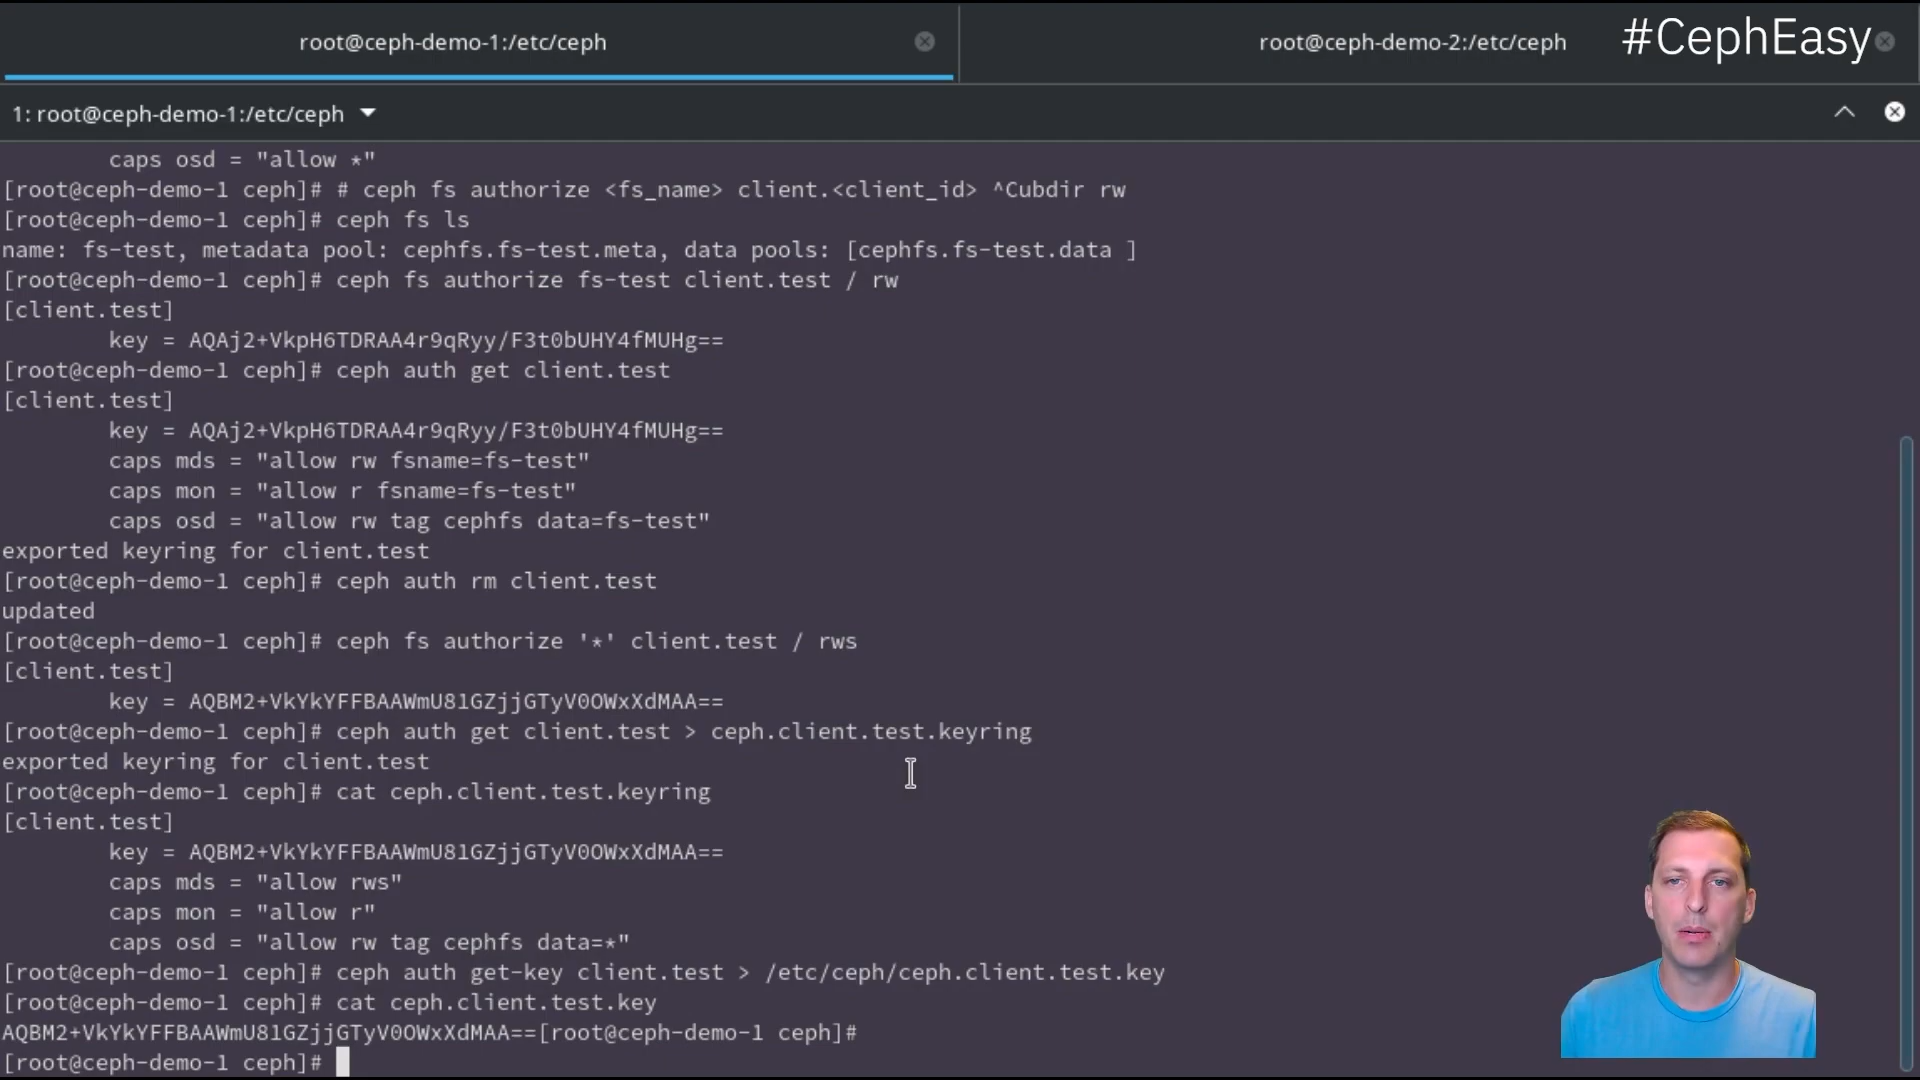 root@ceph-demo-1:/etc/ceph
root@ceph-demo-2:/etc/ceph
#CephEasy
1: root@ceph-demo-1:/etc/ceph
caps osd = "allow *"
[root@ceph-demo-1 ceph]# # ceph fs authorize <fs_name> client.<client_id> ^Cubdir rw
[root@ceph-demo-1 ceph]# ceph fs ls
name: fs-test, metadata pool: cephfs.fs-test.meta, data pools: [cephfs.fs-test.data ]
[root@ceph-demo-1 ceph]# ceph fs authorize fs-test client.test / rw
[client.test]
key = AQAj2+VkpH6TDRAA4r9qRyy/F3t0bUHY4fMUHg==
[root@ceph-demo-1 ceph]# ceph auth get client.test
[client.test]
key = AQAj2+VkpH6TDRAA4r9qRyy/F3t0bUHY4fMUHg==
caps mds = "allow rw fsname=fs-test"
caps mon = "allow r fsname=fs-test"
caps osd = "allow rw tag cephfs data=fs-test"
exported keyring for client.test
[root@ceph-demo-1 ceph]# ceph auth rm client.test
updated
[root@ceph-demo-1 ceph]# ceph fs authorize '*' client.test / rws
[client.test]
key = AQBM2+VkYkYFFBAAWmU81GZjjGTyV0OWxXdMAA==
[root@ceph-demo-1 ceph]# ceph auth get client.test > ceph.client.test.keyring
exported keyring for client.test
[root@ceph-demo-1 ceph]# cat ceph.client.test.keyring
[client.test]
key = AQBM2+VkYkYFFBAAWmU81GZjjGTyV0OWxXdMAA==
caps mds = "allow rws"
caps mon = "allow r"
caps osd = "allow rw tag cephfs data=*"
[root@ceph-demo-1 ceph]# ceph auth get-key client.test > /etc/ceph/ceph.client.test.key
[root@ceph-demo-1 ceph]# cat ceph.client.test.key
AQBM2+VkYkYFFBAAWmU81GZjjGTyV0OWxXdMAA==[root@ceph-demo-1 ceph]#
[root@ceph-demo-1 ceph]#